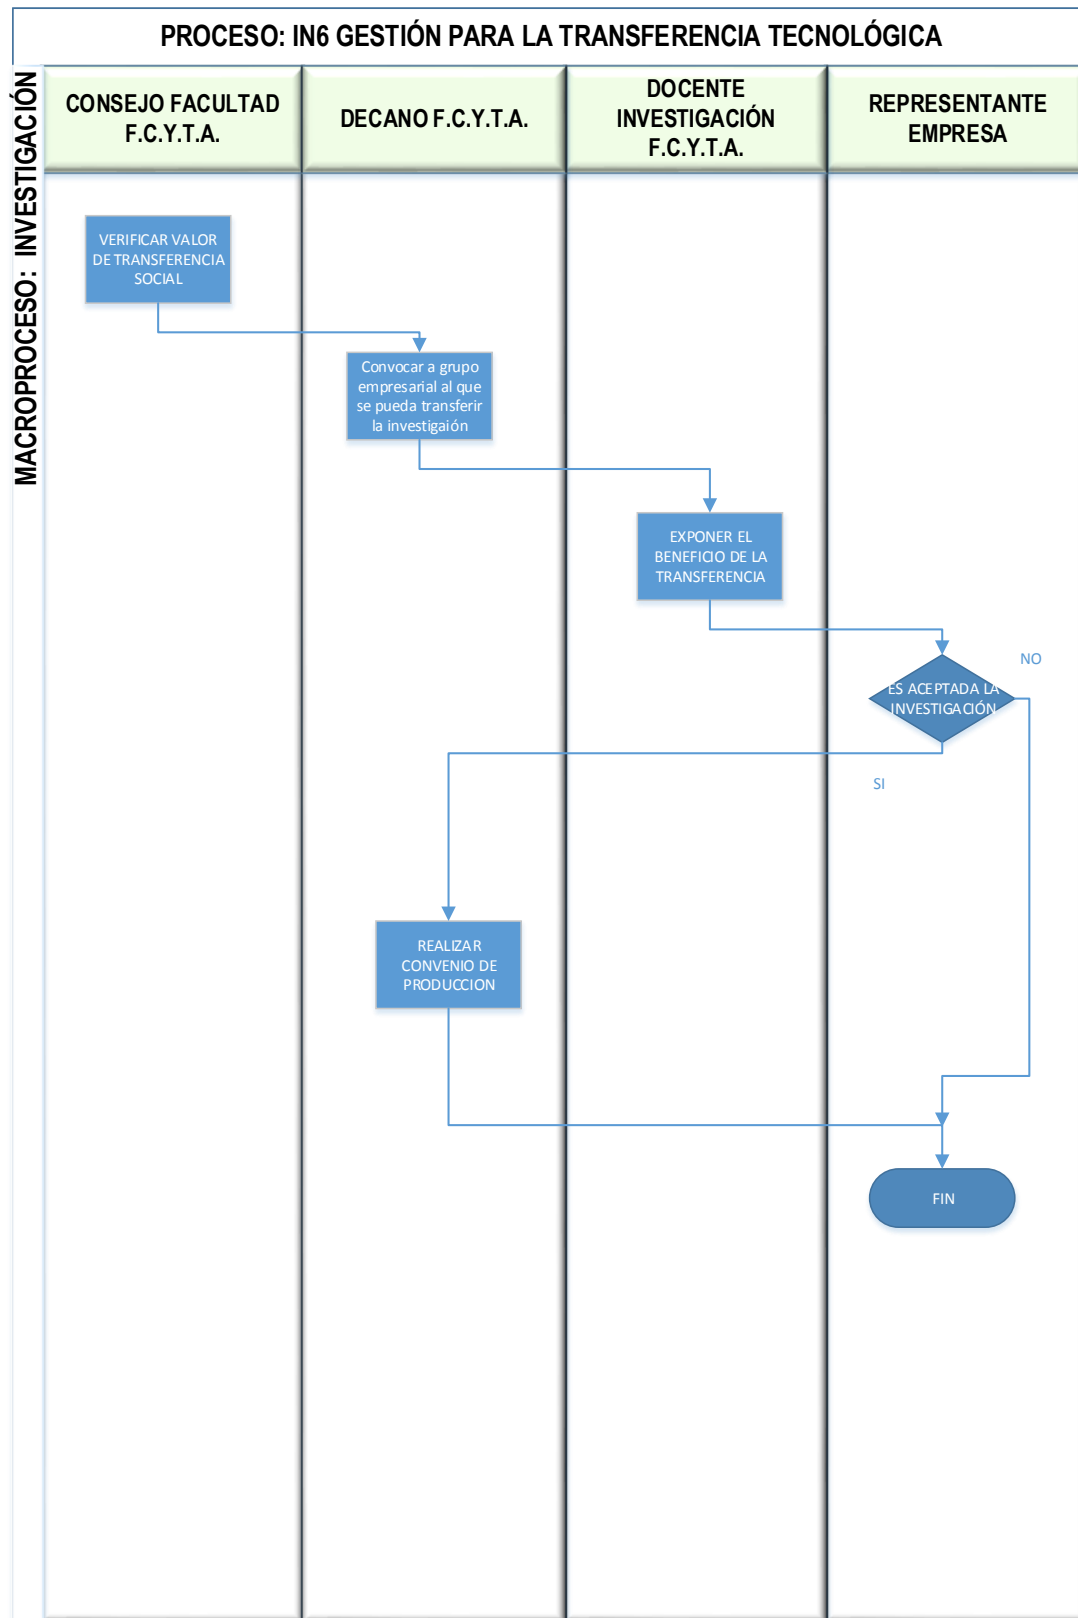 PROCESO: IN6 GESTIÓN PARA LA TRANSFERENCIA TECNOLÓGICA
MACROPROCESO: INVESTIGACIÓN
CONSEJO FACULTAD
F.C.Y.T.A.
DECANO F.C.Y.T.A.
DOCENTE
INVESTIGACIÓN
F.C.Y.T.A.
REPRESENTANTE
EMPRESA
VERIFICAR VALOR
DE TRANSFERENCIA
SOCIAL
Convocar a grupo
empresarial al que
se pueda transferir
la investigaión
EXPONER EL
BENEFICIO DE LA
TRANSFERENCIA
NO
ES ACEPTADA LA
INVESTIGACIÓN
SI
REALIZAR
CONVENIO DE
PRODUCCION
FIN